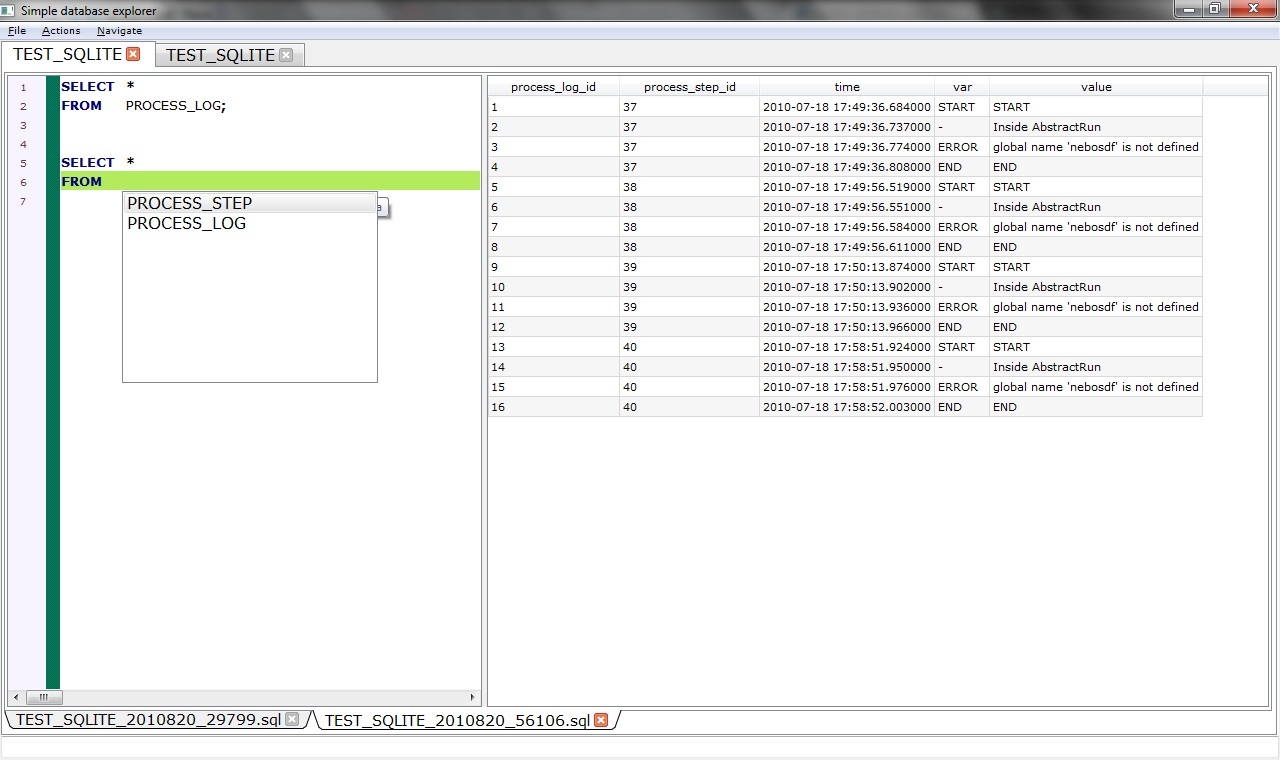 Simple database explorer
File Actions Navigate
TEST_SQLITE TEST_SQLITE
1 SELECT *
2 FROM PROCESS_LOG;
3
4
5 SELECT *
6 FROM
7
PROCESS_STEP
PROCESS_LOG
process_log_id process_step_id time var value
1 37 2010-07-18 17:49:36.684000 START START
2 37 2010-07-18 17:49:36.737000 - Inside AbstractRun
3 37 2010-07-18 17:49:36.774000 ERROR global name 'nebosdf' is not defined
4 37 2010-07-18 17:49:36.808000 END END
5 38 2010-07-18 17:49:56.519000 START START
6 38 2010-07-18 17:49:56.551000 - Inside AbstractRun
7 38 2010-07-18 17:49:56.584000 ERROR global name 'nebosdf' is not defined
8 38 2010-07-18 17:49:56.611000 END END
9 39 2010-07-18 17:50:13.874000 START START
10 39 2010-07-18 17:50:13.902000 - Inside AbstractRun
11 39 2010-07-18 17:50:13.936000 ERROR global name 'nebosdf' is not defined
12 39 2010-07-18 17:50:13.966000 END END
13 40 2010-07-18 17:58:51.924000 START START
14 40 2010-07-18 17:58:51.950000 - Inside AbstractRun
15 40 2010-07-18 17:58:51.976000 ERROR global name 'nebosdf' is not defined
16 40 2010-07-18 17:58:52.003000 END END
TEST_SQLITE_2010820_29799.sql TEST_SQLITE_2010820_56106.sql